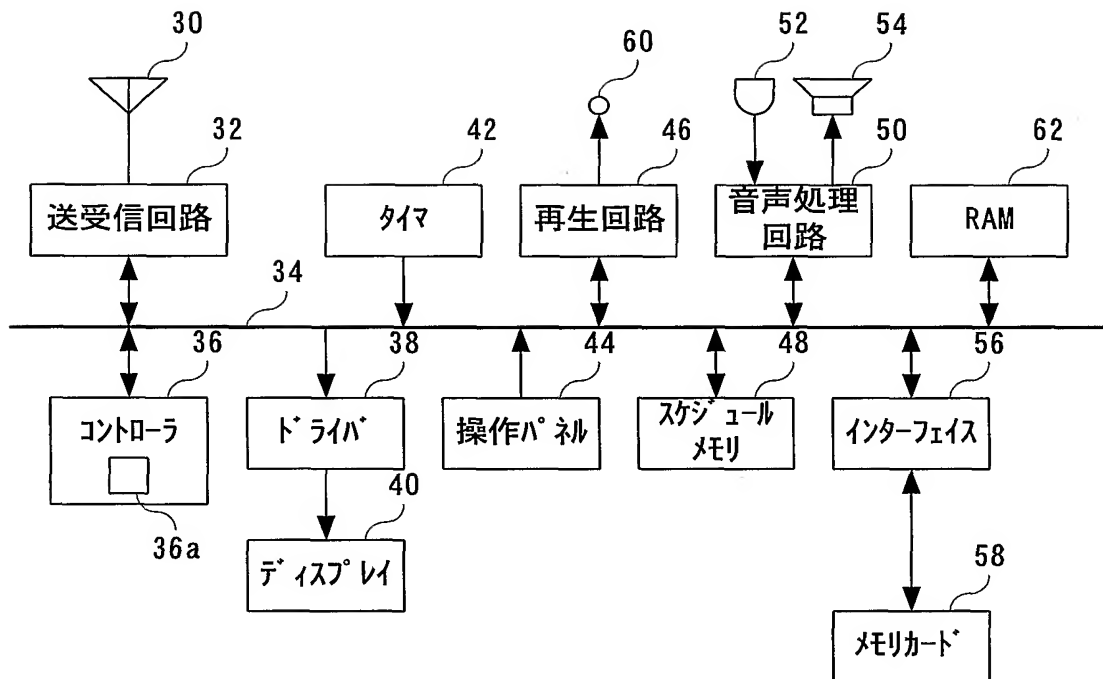 30
60
52
54
32
42
46
50
62
送受信回路
タイマ
再生回路
音声処理
回路
RAM
34
36
38
44
48
56
コントローラ
ドライバ
操作パネル
スケジュール
メモリ
インターフェイス
36a
40
ディスプレイ
58
メモリカード